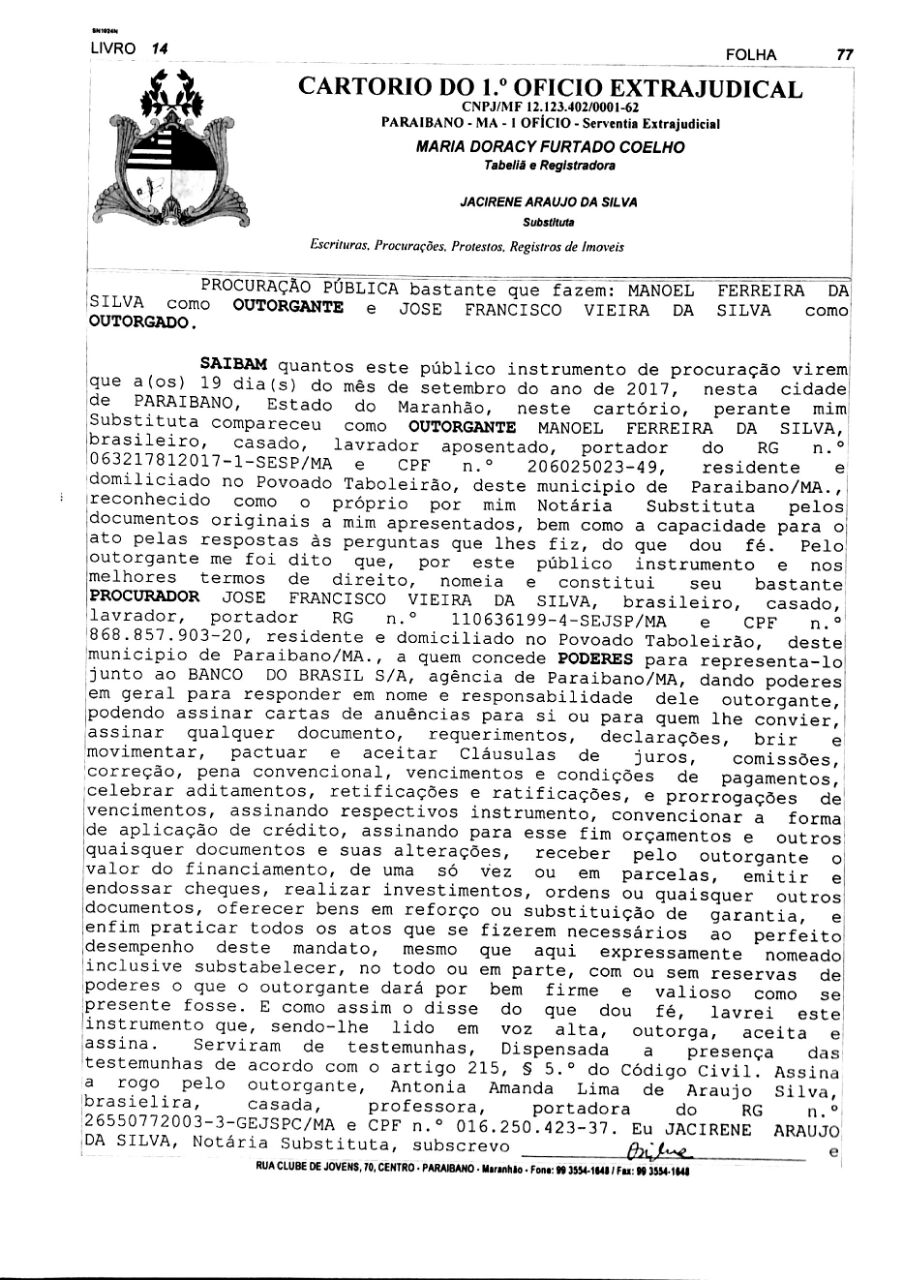 SN1024N
LIVRO 14
FOLHA 77
CARTORIO DO 1.º OFICIO EXTRAJUDICAL
CNPJ/MF 12.123.402/0001-62
PARAIBANO - MA - 1 OFÍCIO - Serventia Extrajudicial
MARIA DORACY FURTADO COELHO
Tabeliã e Registradora
JACIRENE ARAUJO DA SILVA
Substituta
Escrituras, Procurações, Protestos, Registros de Imoveis
PROCURAÇÃO PÚBLICA bastante que fazem: MANOEL FERREIRA DA
SILVA como OUTORGANTE e JOSE FRANCISCO VIEIRA DA SILVA como
OUTORGADO.
SAIBAM quantos este público instrumento de procuração virem
que a(os) 19 dia(s) do mês de setembro do ano de 2017, nesta cidade
de PARAIBANO, Estado do Maranhão, neste cartório, perante mim
Substituta compareceu como OUTORGANTE MANOEL FERREIRA DA SILVA,
brasileiro, casado, lavrador aposentado, portador do RG n.º
063217812017-1-SESP/MA e CPF n.º 206025023-49, residente e
domiliciado no Povoado Taboleirão, deste municipio de Paraibano/MA.,
reconhecido como o próprio por mim Notária Substituta pelos
documentos originais a mim apresentados, bem como a capacidade para o
ato pelas respostas às perguntas que lhes fiz, do que dou fé. Pelo
outorgante me foi dito que, por este público instrumento e nos
melhores termos de direito, nomeia e constitui seu bastante
PROCURADOR JOSE FRANCISCO VIEIRA DA SILVA, brasileiro, casado,
lavrador, portador RG n.º 110636199-4-SEJSP/MA e CPF n.º
868.857.903-20, residente e domiciliado no Povoado Taboleirão, deste
municipio de Paraibano/MA., a quem concede PODERES para representa-lo
junto ao BANCO DO BRASIL S/A, agência de Paraibano/MA, dando poderes
em geral para responder em nome e responsabilidade dele outorgante,
podendo assinar cartas de anuências para si ou para quem lhe convier,
assinar qualquer documento, requerimentos, declarações, brir e
movimentar, pactuar e aceitar Cláusulas de juros, comissões,
correção, pena convencional, vencimentos e condições de pagamentos,
celebrar aditamentos, retificações e ratificações, e prorrogações de
vencimentos, assinando respectivos instrumento, convencionar a forma
de aplicação de crédito, assinando para esse fim orçamentos e outros
quaisquer documentos e suas alterações, receber pelo outorgante o
valor do financiamento, de uma só vez ou em parcelas, emitir e
endossar cheques, realizar investimentos, ordens ou quaisquer outros
documentos, oferecer bens em reforço ou substituição de garantia, e
enfim praticar todos os atos que se fizerem necessários ao perfeito
desempenho deste mandato, mesmo que aqui expressamente nomeado
inclusive substabelecer, no todo ou em parte, com ou sem reservas de
poderes o que o outorgante dará por bem firme e valioso como se
presente fosse. E como assim o disse do que dou fé, lavrei este
instrumento que, sendo-lhe lido em voz alta, outorga, aceita e
assina. Serviram de testemunhas, Dispensada a presença das
testemunhas de acordo com o artigo 215, § 5.º do Código Civil. Assina
a rogo pelo outorgante, Antonia Amanda Lima de Araujo Silva,
brasielira, casada, professora, portadora do RG n.º
26550772003-3-GEJSPC/MA e CPF n.º 016.250.423-37. Eu JACIRENE ARAUJO
DA SILVA, Notária Substituta, subscrevo e
RUA CLUBE DE JOVENS, 70, CENTRO - PARAIBANO - Maranhão - Fone: 99 3554-1648 / Fax: 99 3554-1648